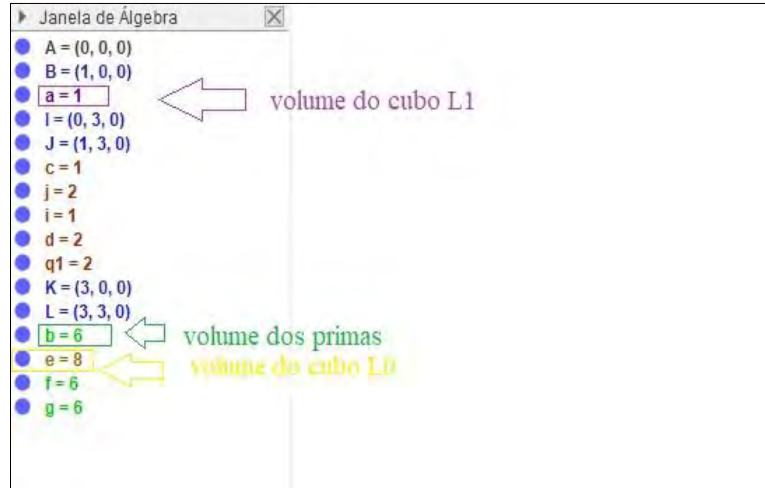 Janela de Álgebra
A = (0, 0, 0)
B = (1, 0, 0)
a = 1
volume do cubo L1
I = (0, 3, 0)
J = (1, 3, 0)
c = 1
j = 2
i = 1
d = 2
q1 = 2
K = (3, 0, 0)
L = (3, 3, 0)
b = 6
volume dos primas
e = 8
volume do cubo L0
f = 6
g = 6